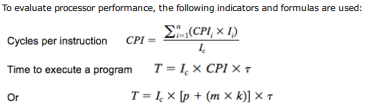 To evaluate processor performance, the following indicators and formulas are used:
Cycles per instruction CPI = ∑ⁿᵢ₌₁(CPIᵢ × Iᵢ) / I꜀
Time to execute a program T = I꜀ × CPI × τ
Or T = I꜀ × [p + (m × k)] × τ